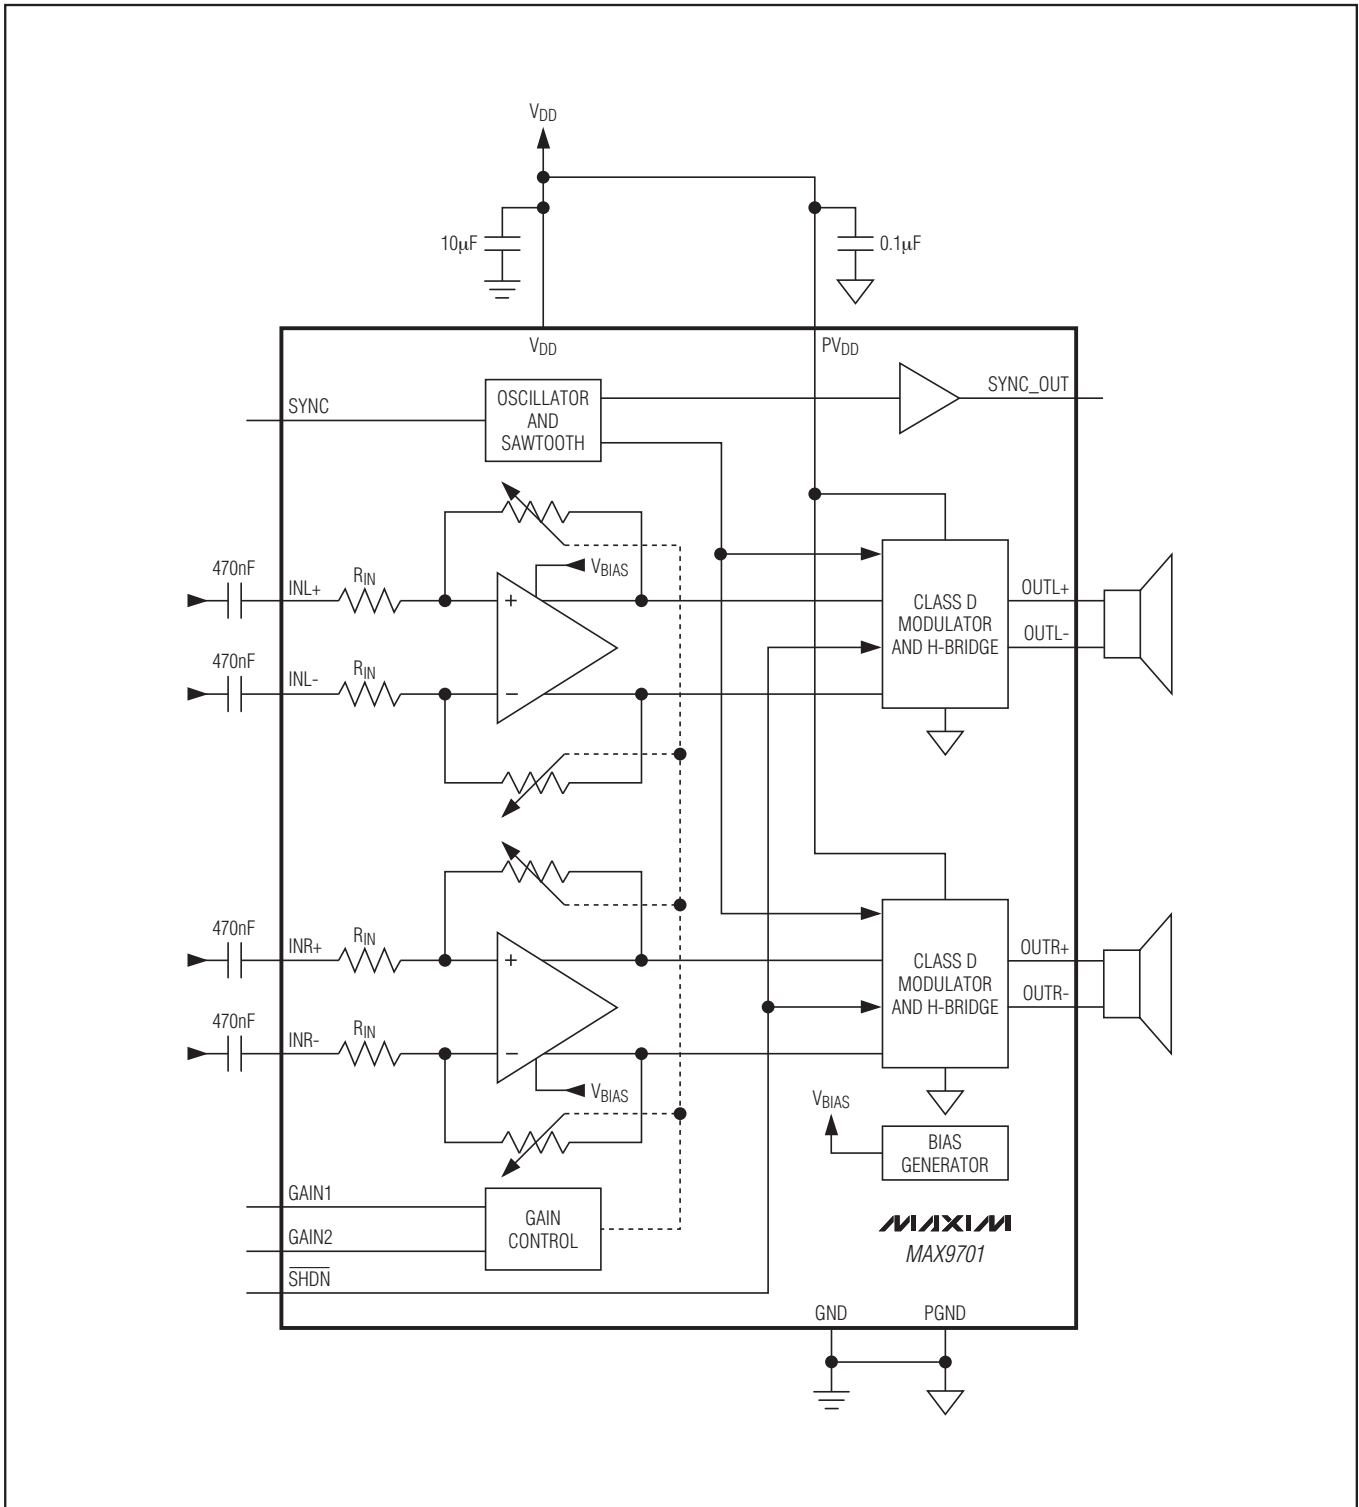 VDD
10µF
0.1µF
VDD
PVDD
SYNC
OSCILLATOR
AND
SAWTOOTH
SYNC_OUT
470nF
INL+
RIN
VBIAS
+
CLASS D
MODULATOR
AND H-BRIDGE
OUTL+
OUTL-
470nF
INL-
RIN
−
470nF
INR+
RIN
+
CLASS D
MODULATOR
AND H-BRIDGE
OUTR+
OUTR-
470nF
INR-
RIN
−
VBIAS
VBIAS
BIAS
GENERATOR
GAIN1
GAIN2
GAIN
CONTROL
SHDN
MAXIM
MAX9701
GND
PGND